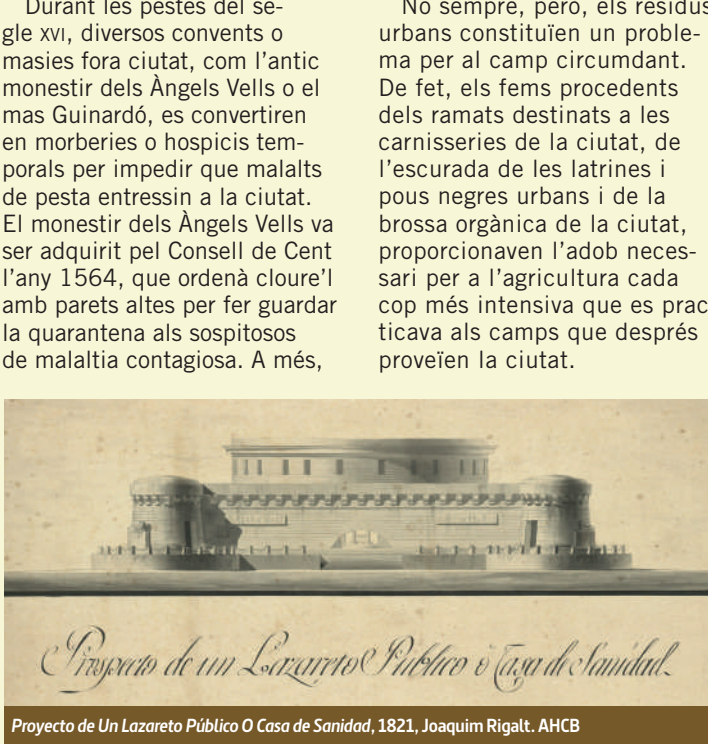 Durant les pestes del se-
gle XVI, diversos convents o
masies fora ciutat, com l’antic
monestir dels Àngels Vells o el
mas Guinardó, es convertiren
en morberies o hospicis tem-
porals per impedir que malalts
de pesta entressin a la ciutat.
El monestir dels Àngels Vells va
ser adquirit pel Consell de Cent
l’any 1564, que ordenà cloure’l
amb parets altes per fer guardar
la quarantena als sospitosos
de malaltia contagiosa. A més,
No sempre, però, els residus
urbans constituïen un proble-
ma per al camp circumdant.
De fet, els fems procedents
dels ramats destinats a les
carnisseries de la ciutat, de
l’escurada de les latrines i
pous negres urbans i de la
brossa orgànica de la ciutat,
proporcionaven l’adob neces-
sari per a l’agricultura cada
cop més intensiva que es prac
ticava als camps que després
proveïen la ciutat.
Prospecto de un Lazareto Publico ò Casa de Sanidad.
Proyecto de Un Lazareto Público O Casa de Sanidad, 1821, Joaquim Rigalt. AHCB